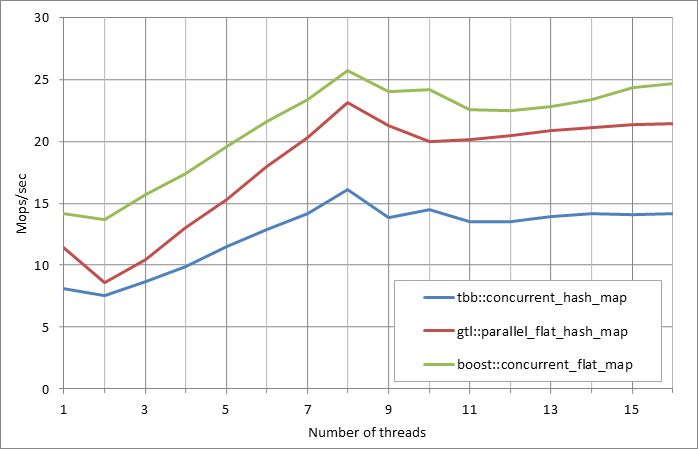 30
25
20
15
10
5
0
Mops/sec
tbb::concurrent_hash_map
gtl::parallel_flat_hash_map
boost::concurrent_flat_map
1 3 5 7 9 11 13 15
Number of threads